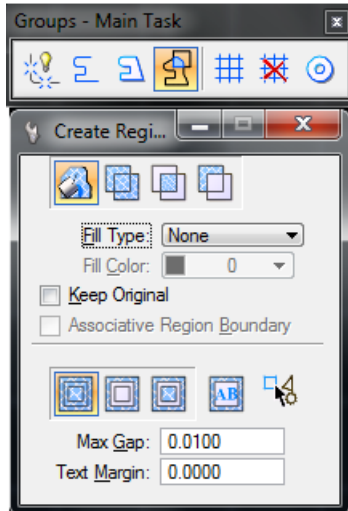 Groups - Main Task
Create Regi...
Fill Type: None
Fill Color: 0
Keep Original
Associative Region Boundary
AB
Max Gap: 0.0100
Text Margin: 0.0000